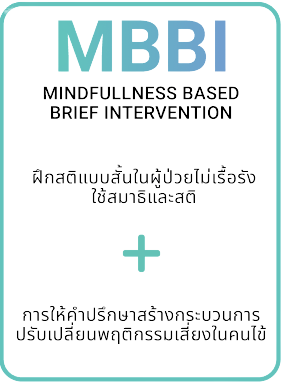 MBBI
MINDFULLNESS BASED
BRIEF INTERVENTION
ฝึกสติแบบสั้นในผู้ป่วยไม่เรื้อรัง
ใช้สมาธิและสติ
+
การให้คำปรึกษาสร้างกระบวนการ
ปรับเปลี่ยนพฤติกรรมเสี่ยงในคนไข้